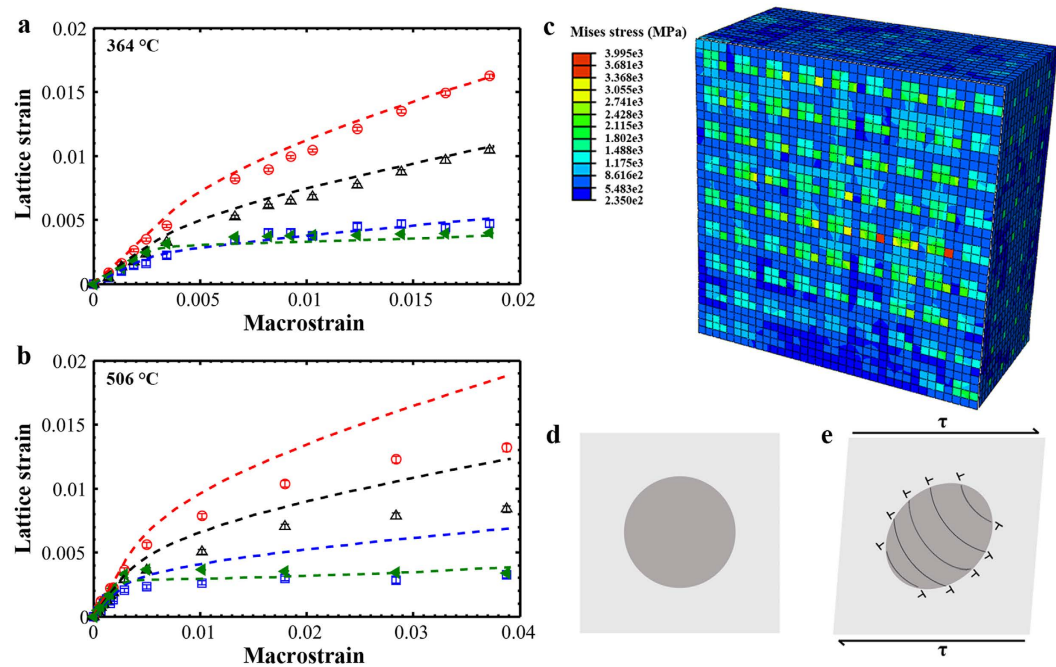 a
364 °C
0.02
0.015
0.01
0.005
0
Lattice strain
0
0.005
0.01
0.015
0.02
Macrostrain
b
506 °C
0.02
0.015
0.01
0.005
0
Lattice strain
0
0.01
0.02
0.03
0.04
Macrostrain
c
Mises stress (MPa)
3.995e3
3.681e3
3.368e3
3.055e3
2.741e3
2.428e3
2.115e3
1.802e3
1.488e3
1.175e3
8.616e2
5.483e2
2.350e2
d
e
τ
τ